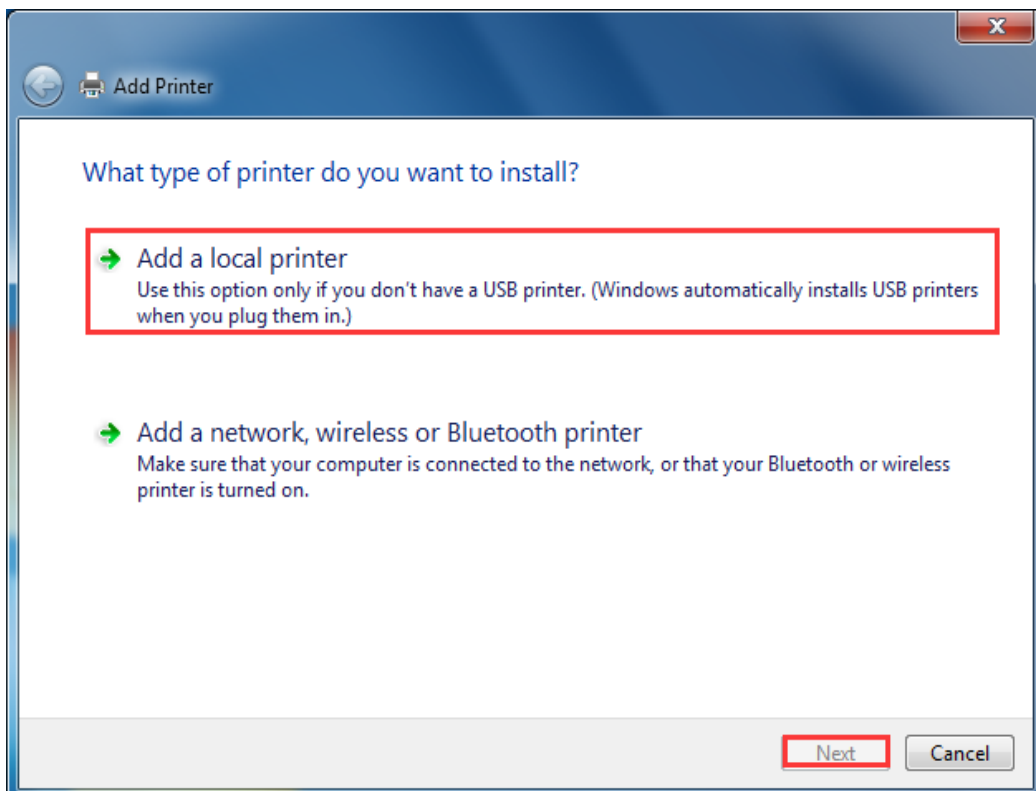 Add Printer
What type of printer do you want to install?
Add a local printer
Use this option only if you don't have a USB printer. (Windows automatically installs USB printers
when you plug them in.)
Add a network, wireless or Bluetooth printer
Make sure that your computer is connected to the network, or that your Bluetooth or wireless
printer is turned on.
Next
Cancel